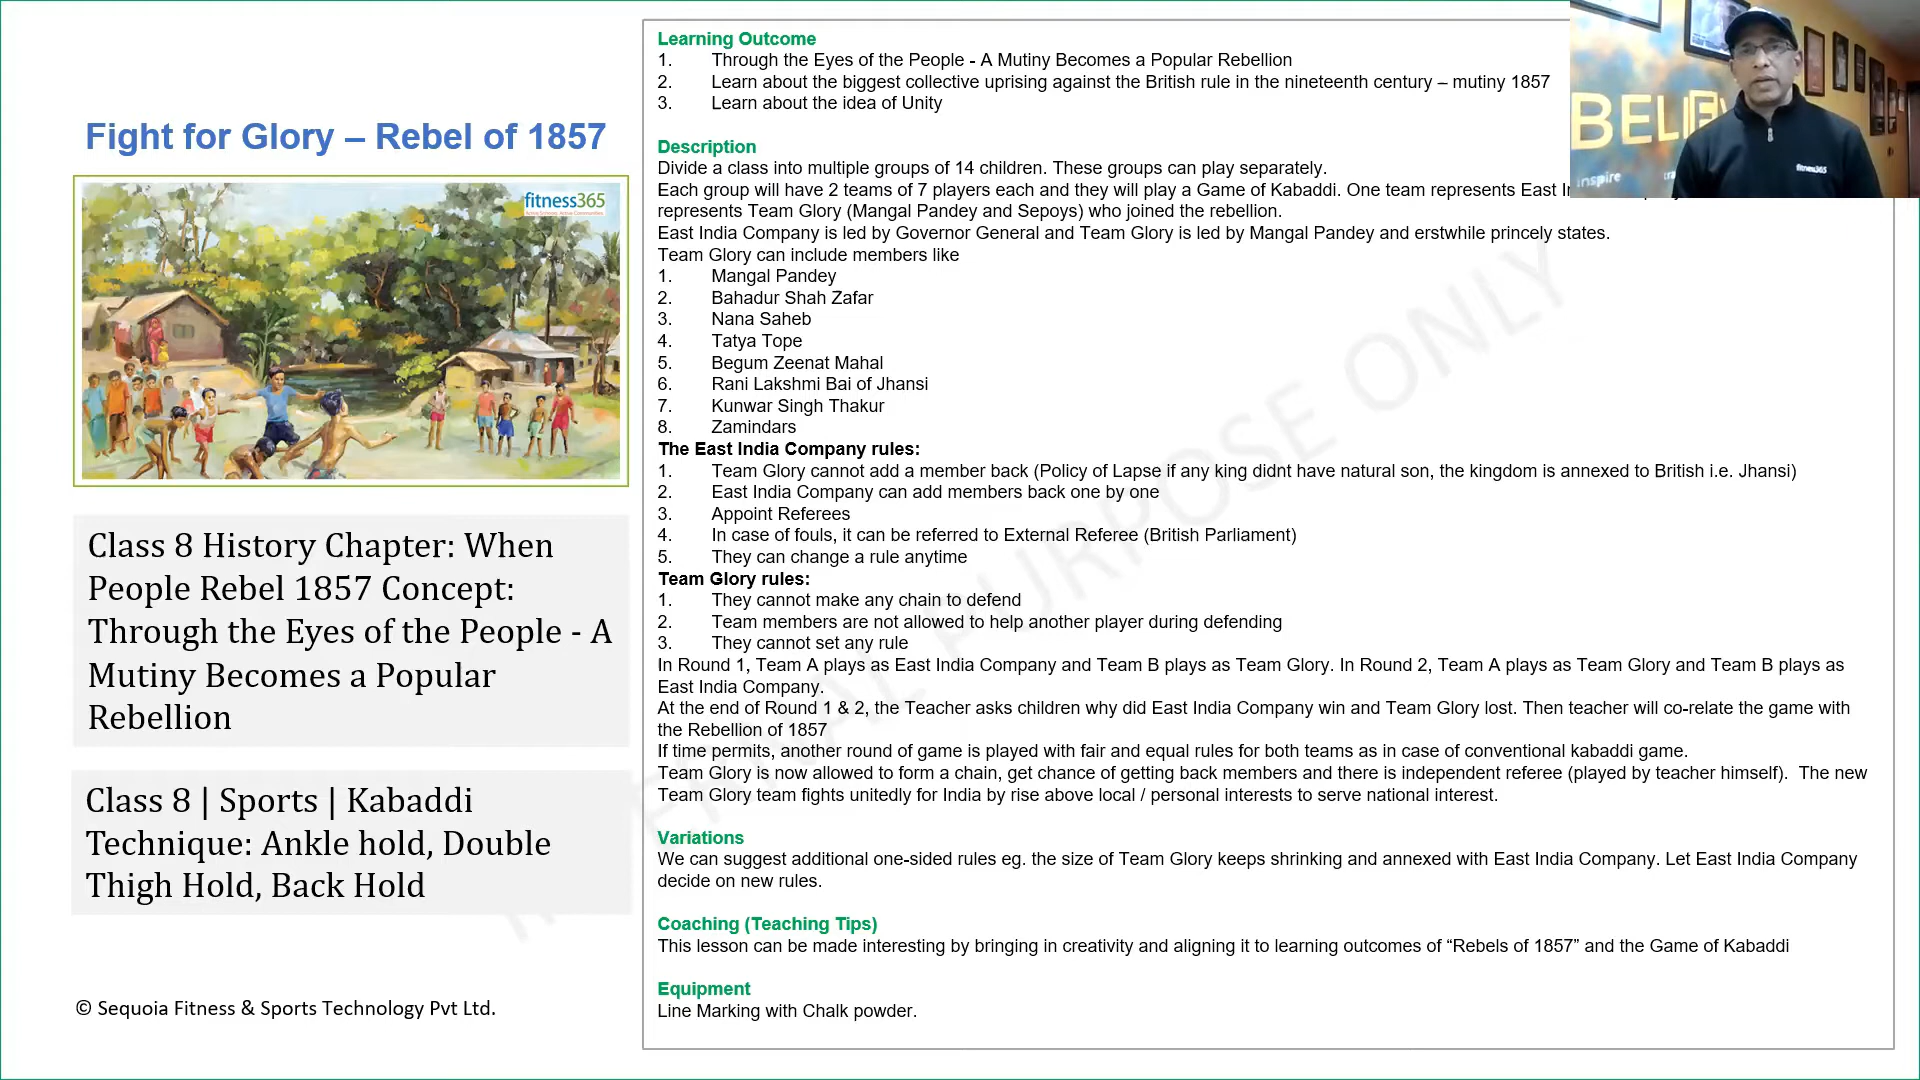 Fight for Glory – Rebel of 1857
fitness365
Class 8 History Chapter: When
People Rebel 1857 Concept:
Through the Eyes of the People - A
Mutiny Becomes a Popular
Rebellion
Class 8 | Sports | Kabaddi
Technique: Ankle hold, Double
Thigh Hold, Back Hold
© Sequoia Fitness & Sports Technology Pvt Ltd.
Learning Outcome
1. Through the Eyes of the People - A Mutiny Becomes a Popular Rebellion
2. Learn about the biggest collective uprising against the British rule in the nineteenth century – mutiny 1857
3. Learn about the idea of Unity
Description
Divide a class into multiple groups of 14 children. These groups can play separately.
Each group will have 2 teams of 7 players each and they will play a Game of Kabaddi. One team represents East
represents Team Glory (Mangal Pandey and Sepoys) who joined the rebellion.
East India Company is led by Governor General and Team Glory is led by Mangal Pandey and erstwhile princely states.
Team Glory can include members like
1. Mangal Pandey
2. Bahadur Shah Zafar
3. Nana Saheb
4. Tatya Tope
5. Begum Zeenat Mahal
6. Rani Lakshmi Bai of Jhansi
7. Kunwar Singh Thakur
8. Zamindars
The East India Company rules:
1. Team Glory cannot add a member back (Policy of Lapse if any king didnt have natural son, the kingdom is annexed to British i.e. Jhansi)
2. East India Company can add members back one by one
3. Appoint Referees
4. In case of fouls, it can be referred to External Referee (British Parliament)
5. They can change a rule anytime
Team Glory rules:
1. They cannot make any chain to defend
2. Team members are not allowed to help another player during defending
3. They cannot set any rule
In Round 1, Team A plays as East India Company and Team B plays as Team Glory. In Round 2, Team A plays as Team Glory and Team B plays as
East India Company.
At the end of Round 1 & 2, the Teacher asks children why did East India Company win and Team Glory lost. Then teacher will co-relate the game with
the Rebellion of 1857
If time permits, another round of game is played with fair and equal rules for both teams as in case of conventional kabaddi game.
Team Glory is now allowed to form a chain, get chance of getting back members and there is independent referee (played by teacher himself). The new
Team Glory team fights unitedly for India by rise above local / personal interests to serve national interest.
Variations
We can suggest additional one-sided rules eg. the size of Team Glory keeps shrinking and annexed with East India Company. Let East India Company
decide on new rules.
Coaching (Teaching Tips)
This lesson can be made interesting by bringing in creativity and aligning it to learning outcomes of “Rebels of 1857” and the Game of Kabaddi
Equipment
Line Marking with Chalk powder.
PURPOSE ONLY
inspire
fitness365